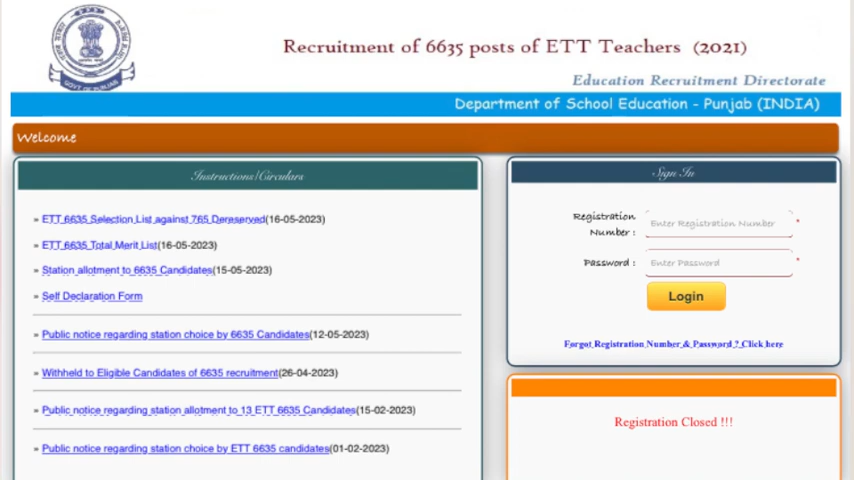 Recruitment of 6635 posts of ETT Teachers (2021)
Education Recruitment Directorate
Department of School Education - Punjab (INDIA)
Welcome
Instructions/Circulars
» ETT 6635 Selection List against 765 Dereserved(16-05-2023)
» ETT 6635 Total Merit List(16-05-2023)
» Station allotment to 6635 Candidates(15-05-2023)
» Self Declaration Form
» Public notice regarding station choice by 6635 Candidates(12-05-2023)
» Withheld to Eligible Candidates of 6635 recruitment(26-04-2023)
» Public notice regarding station allotment to 13 ETT 6635 Candidates(15-02-2023)
» Public notice regarding station choice by ETT 6635 candidates(01-02-2023)
Sign In
Registration
Number :
Enter Registration Number *
Password : Enter Password *
Login
Forgot Registration Number & Password ? Click here
Registration Closed !!!